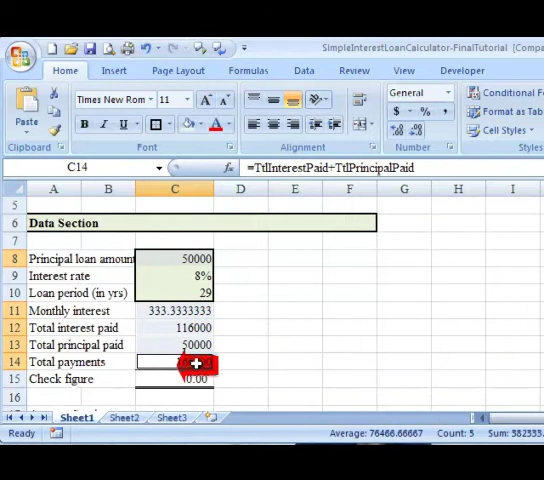 SimpleInterestLoanCalculator-FinalTutorial [Compa
Home Insert Page Layout Formulas Data Review View Developer
Times New Rom 11 General Conditional Form
Paste B I U $ % , Format as Tab
Cell Styles
Clipboard Font Alignment Number Styles
C14 fx =TtlInterestPaid+TtlPrincipalPaid
A B C D E F G H I
5
6 Data Section
7
8 Principal loan amount 50000
9 Interest rate 8%
10 Loan period (in yrs) 29
11 Monthly interest 333.3333333
12 Total interest paid 116000
13 Total principal paid 50000
14 Total payments
15 Check figure 0.00
16
Sheet1 Sheet2 Sheet3
Ready Average: 76466.66667 Count: 5 Sum: 382333